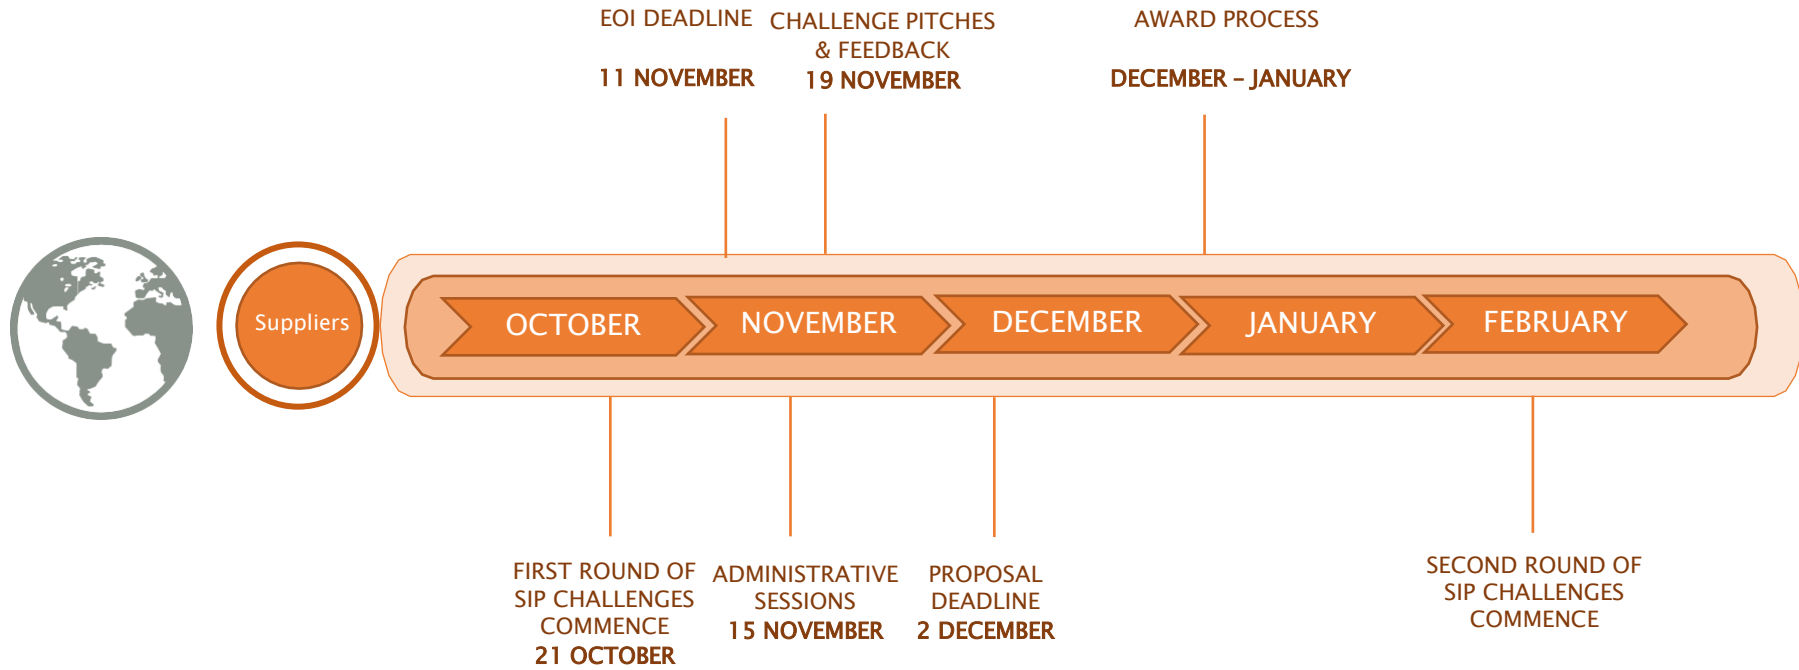 EOI DEADLINE
11 NOVEMBER
CHALLENGE PITCHES
& FEEDBACK
19 NOVEMBER
AWARD PROCESS
DECEMBER – JANUARY
Suppliers
OCTOBER
NOVEMBER
DECEMBER
JANUARY
FEBRUARY
FIRST ROUND OF
SIP CHALLENGES
COMMENCE
21 OCTOBER
ADMINISTRATIVE
SESSIONS
15 NOVEMBER
PROPOSAL
DEADLINE
2 DECEMBER
SECOND ROUND OF
SIP CHALLENGES
COMMENCE